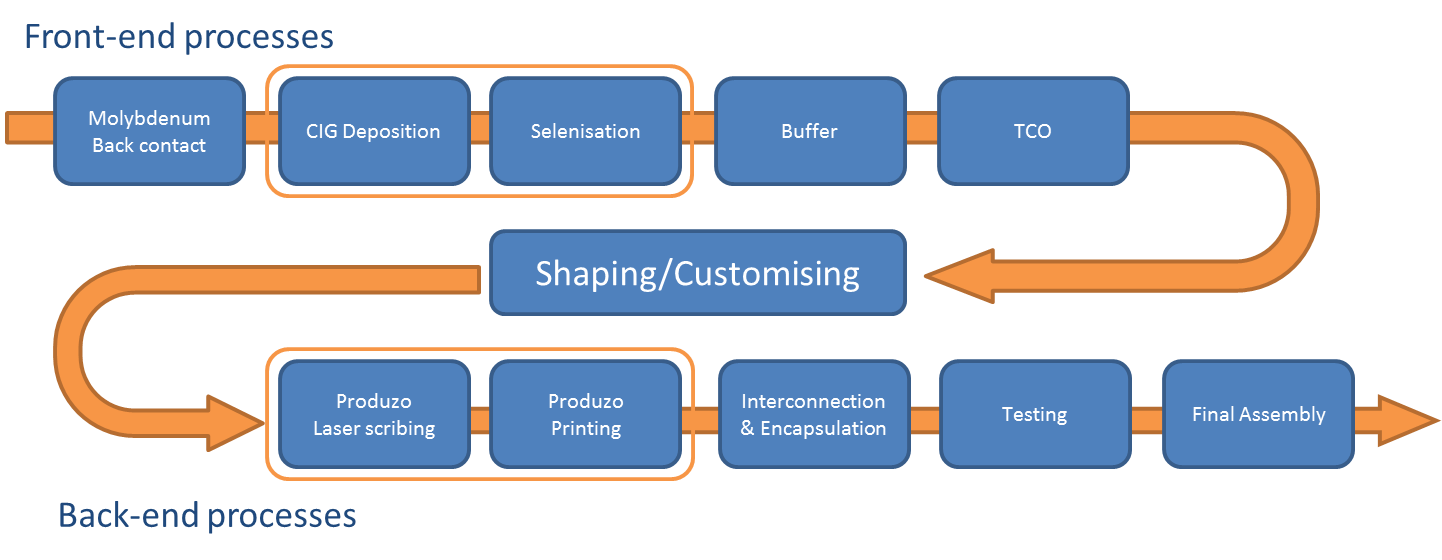 Front-end processes
Molybdenum
Back contact
CIG Deposition
Selenisation
Buffer
TCO
Shaping/Customising
Produzo
Laser scribing
Produzo
Printing
Interconnection
& Encapsulation
Testing
Final Assembly
Back-end processes